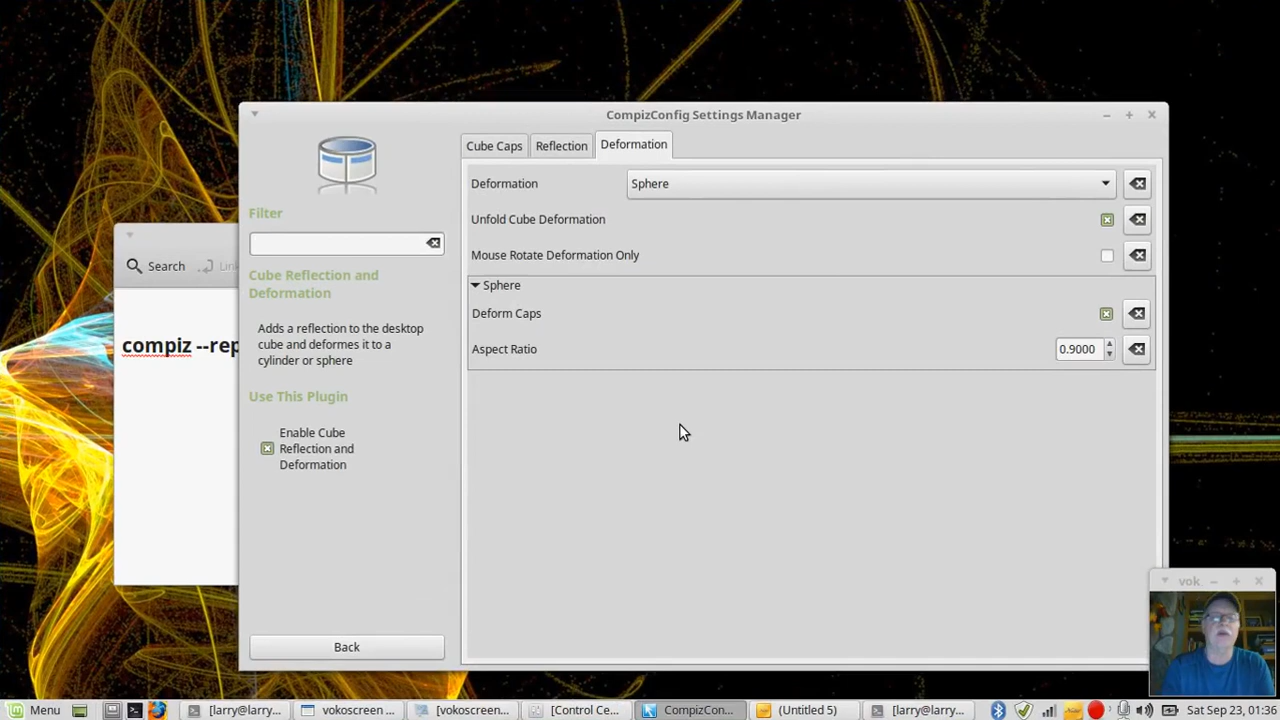 CompizConfig Settings Manager
Cube Caps
Reflection
Deformation
Filter
Cube Reflection and
Deformation
Adds a reflection to the desktop
cube and deformes it to a
cylinder or sphere
Use This Plugin
Enable Cube
Reflection and
Deformation
Back
Deformation
Sphere
Unfold Cube Deformation
Mouse Rotate Deformation Only
Sphere
Deform Caps
Aspect Ratio
0.9000
Search
Lin
compiz --rep
vok
Menu
[larry@larry...
vokoscreen ...
[vokoscreen...
[Control Ce...
CompizCon...
(Untitled 5)
[larry@larry...
Sat Sep 23, 01:36